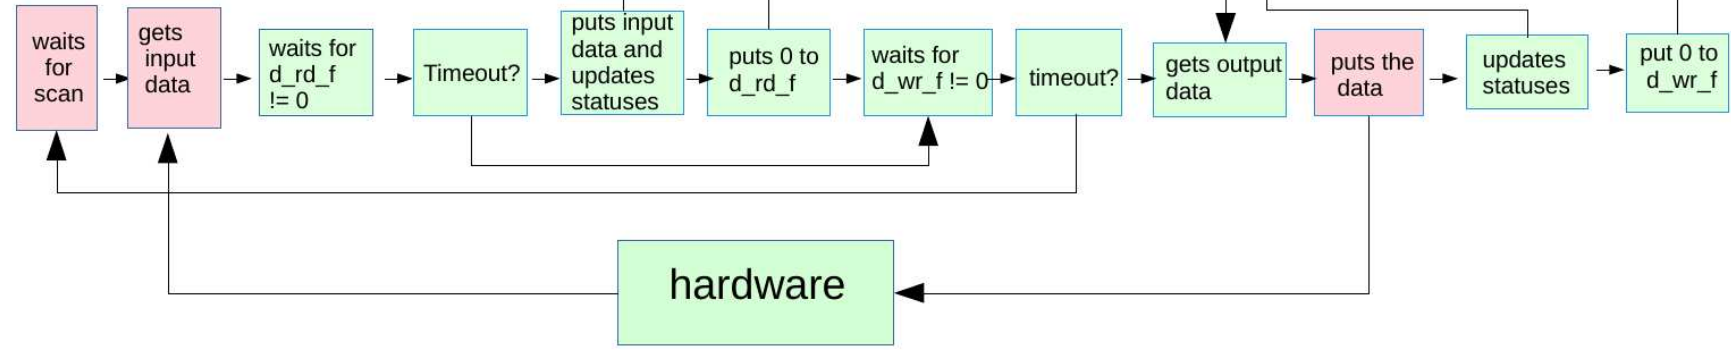 waits
for
scan
gets
input
data
waits for
d_rd_f
!= 0
Timeout?
puts input
data and
updates
statuses
puts 0 to
d_rd_f
waits for
d_wr_f != 0
timeout?
gets output
data
puts the
data
updates
statuses
put 0 to
d_wr_f
hardware